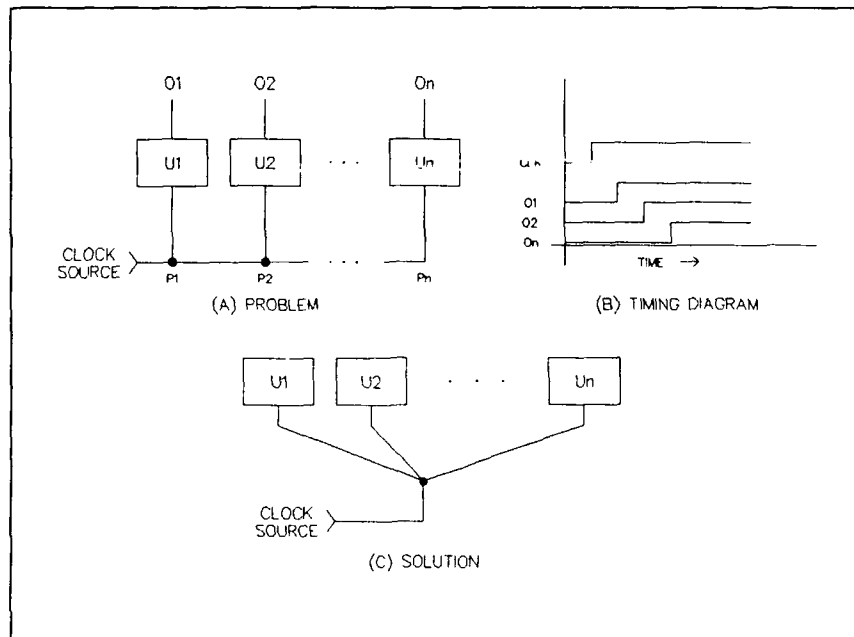 O1 O2 On
U1 U2 · · · Un
CLOCK
SOURCE
P1 P2 · · · Pn
(A) PROBLEM
O1
O2
On
TIME →
(B) TIMING DIAGRAM
U1 U2 · · · Un
CLOCK
SOURCE
(C) SOLUTION